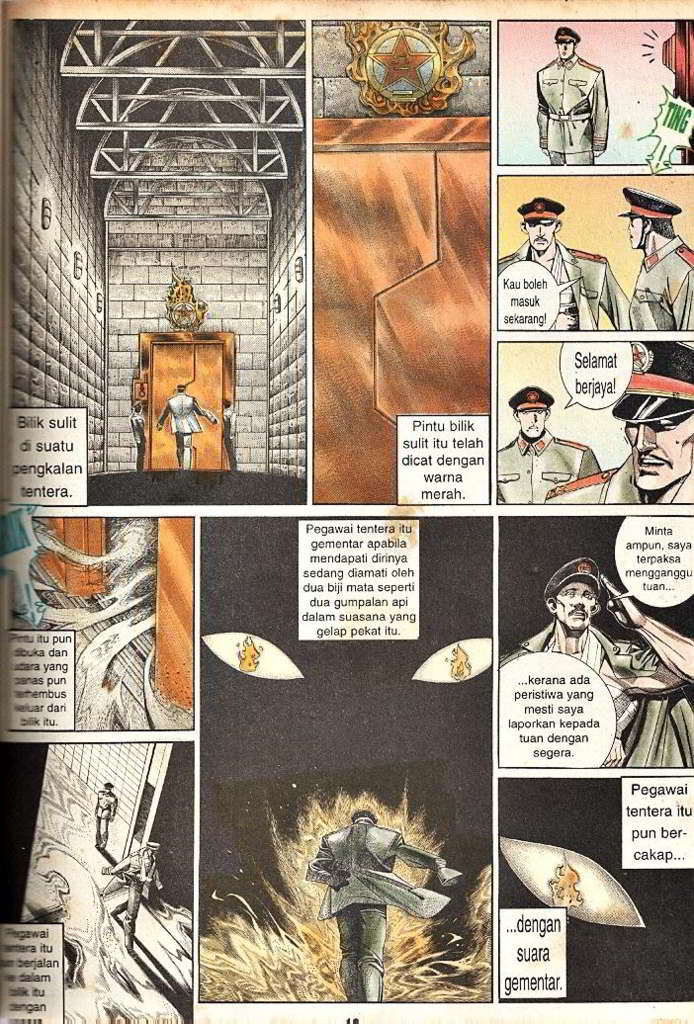 Bilik sulit
di suatu
pengkalan
tentera.
Pintu bilik
sulit itu telah
dicat dengan
warna
merah.
TING
!
Kau boleh
masuk
sekarang!
Selamat
berjaya!
Pintu itu pun
dibuka dan
udara yang
panas pun
terhembus
keluar dari
bilik itu.
Pegawai
tentera itu
berjalan
dalam
bilik itu
dengan
Pegawai tentera itu
gementar apabila
mendapati dirinya
sedang diamati oleh
dua biji mata seperti
dua gumpalan api
dalam suasana yang
gelap pekat itu.
Minta
ampun, saya
terpaksa
mengganggu
tuan...
...kerana ada
peristiwa yang
mesti saya
laporkan kepada
tuan dengan
segera.
Pegawai
tentera itu
pun ber-
cakap...
...dengan
suara
gementar.